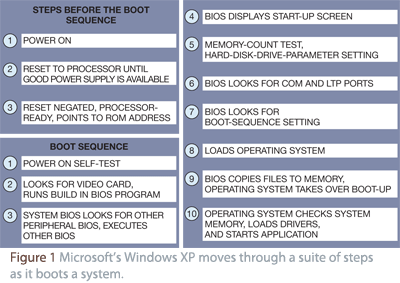 STEPS BEFORE THE BOOT
SEQUENCE
1 POWER ON
2 RESET TO PROCESSOR UNTIL
GOOD POWER SUPPLY IS AVAILABLE
3 RESET NEGATED, PROCESSOR-
READY, POINTS TO ROM ADDRESS
BOOT SEQUENCE
1 POWER ON SELF-TEST
2 LOOKS FOR VIDEO CARD,
RUNS BUILD IN BIOS PROGRAM
3 SYSTEM BIOS LOOKS FOR OTHER
PERIPHERAL BIOS, EXECUTES
OTHER BIOS
4 BIOS DISPLAYS START-UP SCREEN
5 MEMORY-COUNT TEST,
HARD-DISK-DRIVE-PARAMETER SETTING
6 BIOS LOOKS FOR COM AND LTP PORTS
7 BIOS LOOKS FOR
BOOT-SEQUENCE SETTING
8 LOADS OPERATING SYSTEM
9 BIOS COPIES FILES TO MEMORY,
OPERATING SYSTEM TAKES OVER BOOT-UP
10 OPERATING SYSTEM CHECKS SYSTEM
MEMORY, LOADS DRIVERS,
AND STARTS APPLICATION
Figure 1 Microsoft's Windows XP moves through a suite of steps
as it boots a system.